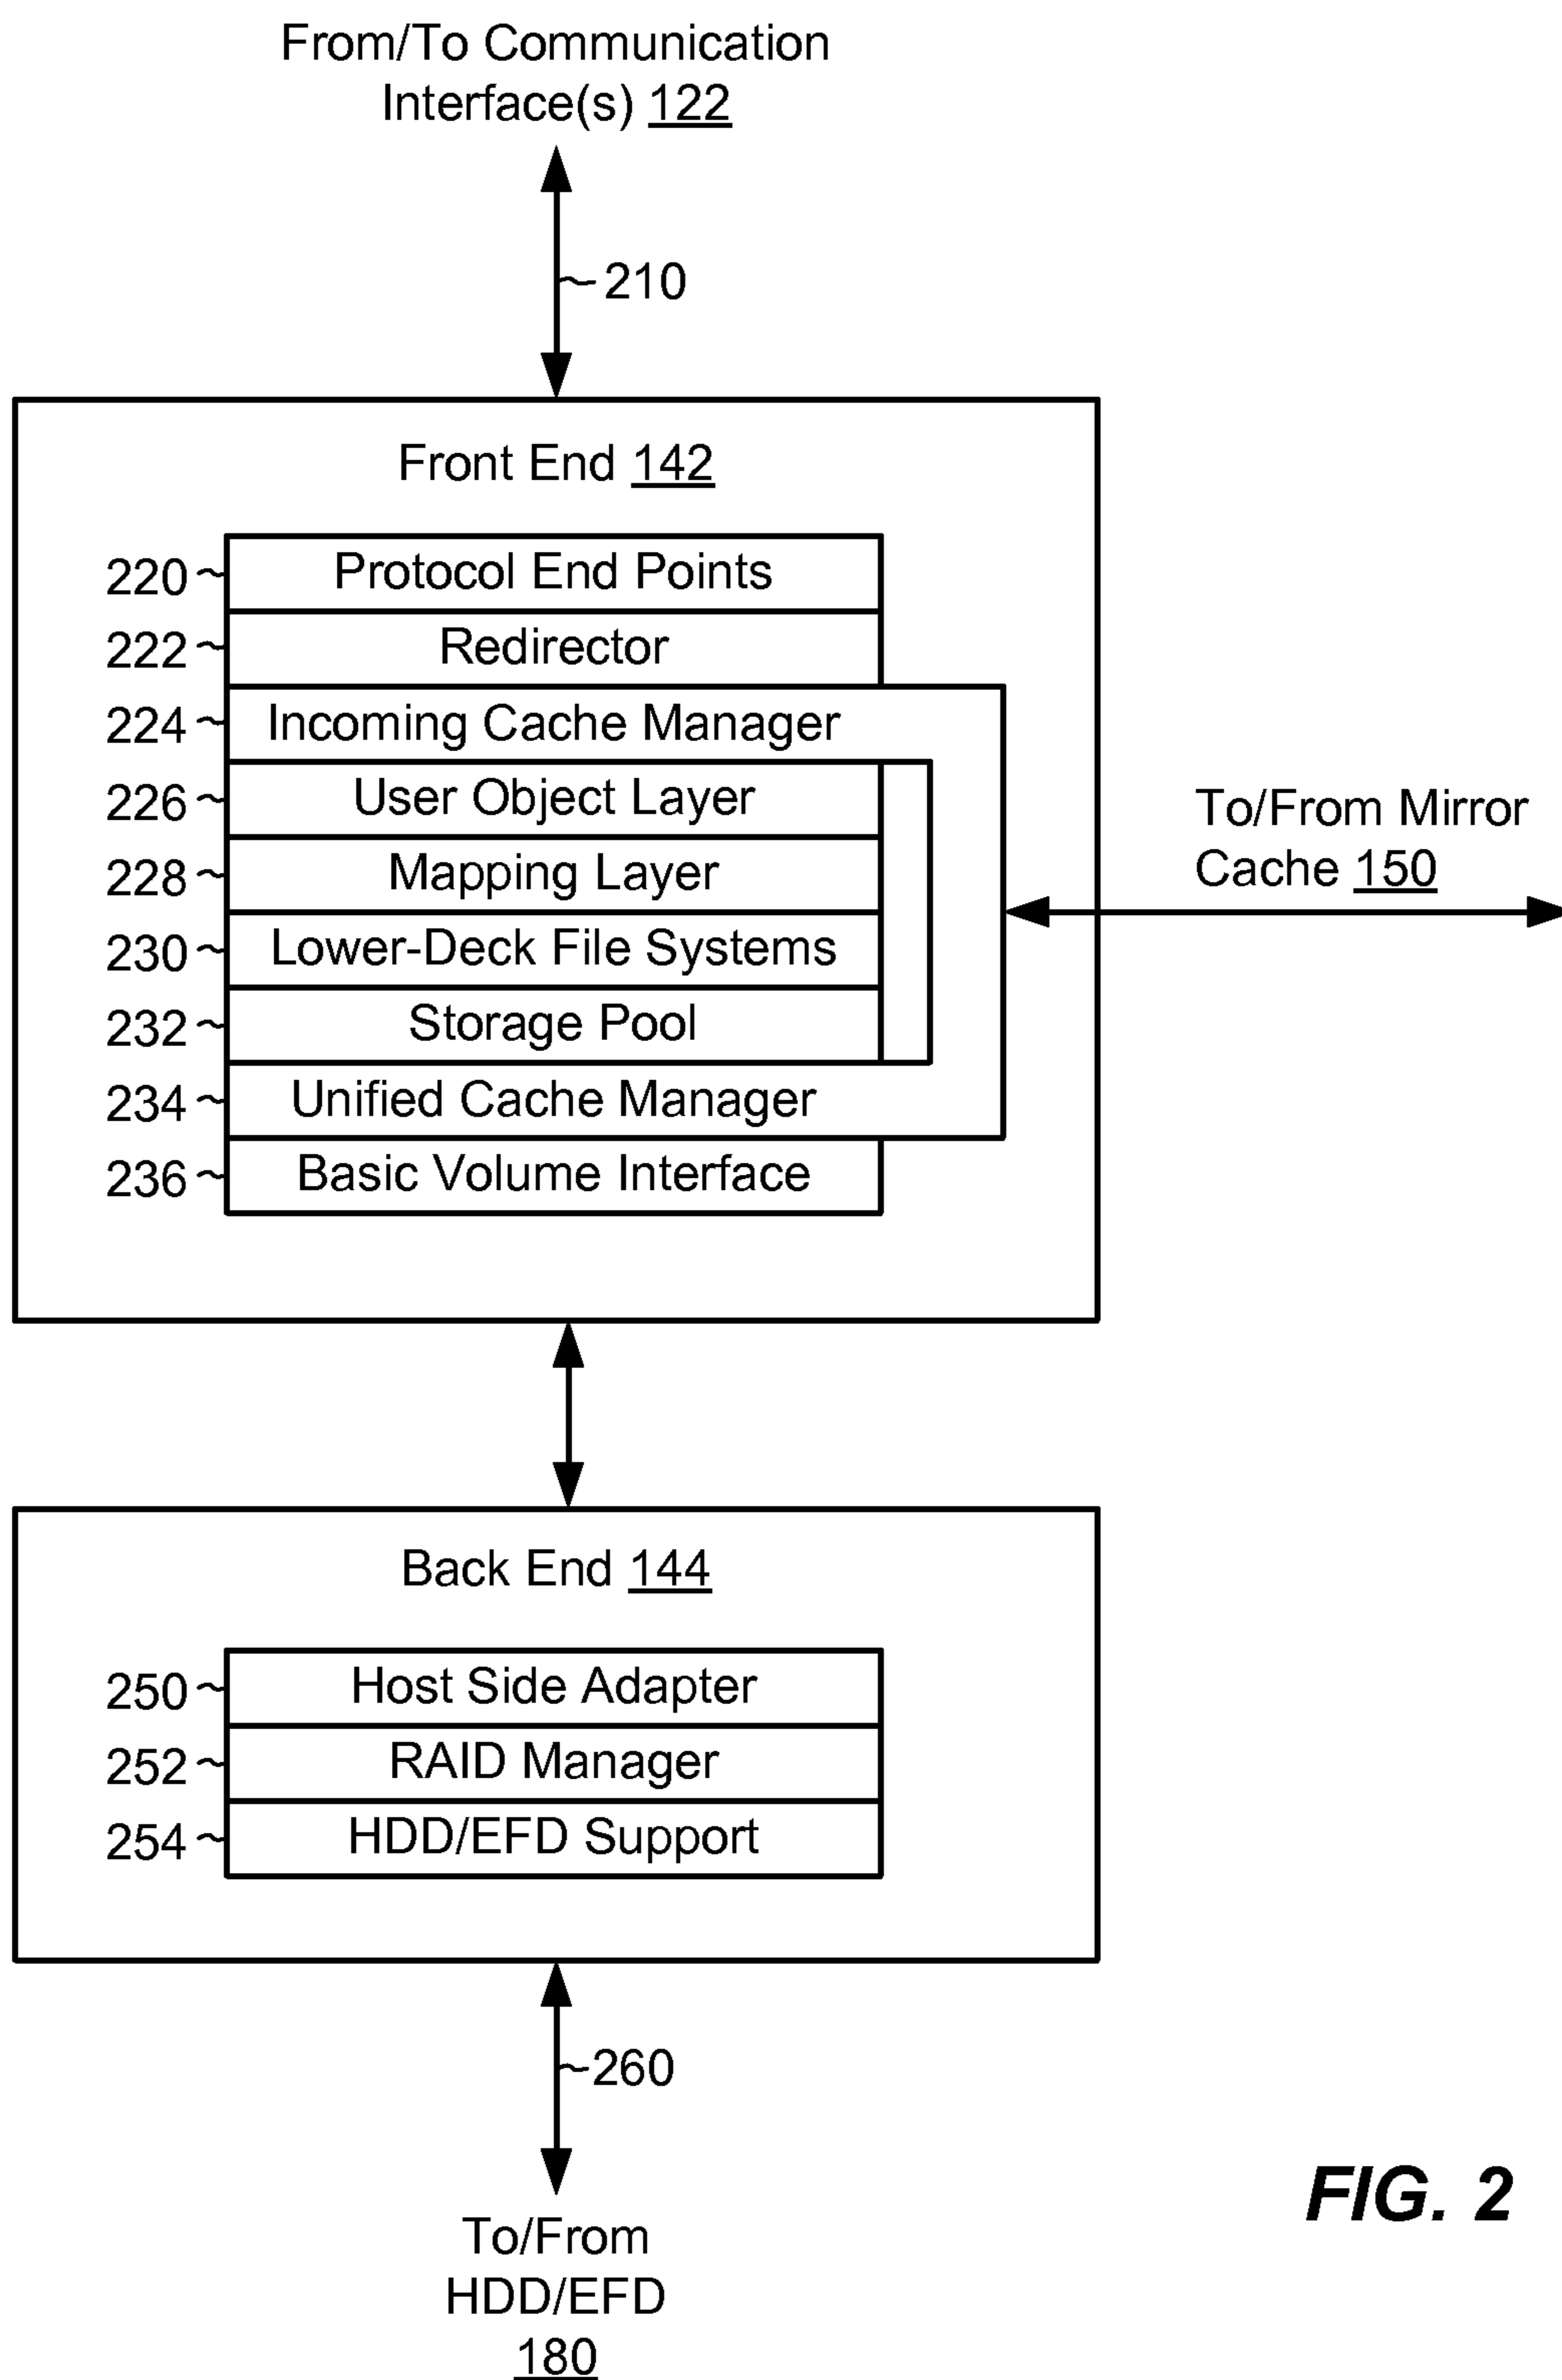 From/To Communication
Interface(s) 122
210
Front End 142
220 Protocol End Points
222 Redirector
224 Incoming Cache Manager
226 User Object Layer
228 Mapping Layer
230 Lower-Deck File Systems
232 Storage Pool
234 Unified Cache Manager
236 Basic Volume Interface
To/From Mirror
Cache 150
Back End 144
250 Host Side Adapter
252 RAID Manager
254 HDD/EFD Support
260
To/From
HDD/EFD
180
FIG. 2